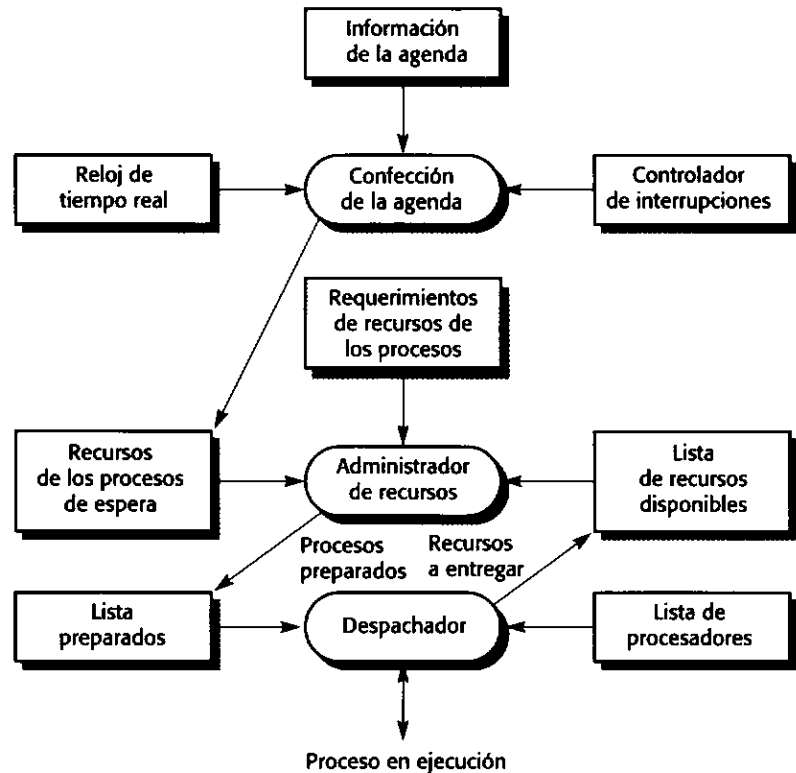 Información
de la agenda
Reloj de
tiempo real
Confección
de la agenda
Controlador
de interrupciones
Requerimientos
de recursos de
los procesos
Recursos
de los procesos
de espera
Administrador
de recursos
Lista
de recursos
disponibles
Procesos
preparados
Recursos
a entregar
Lista
preparados
Despachador
Lista de
procesadores
Proceso en ejecución